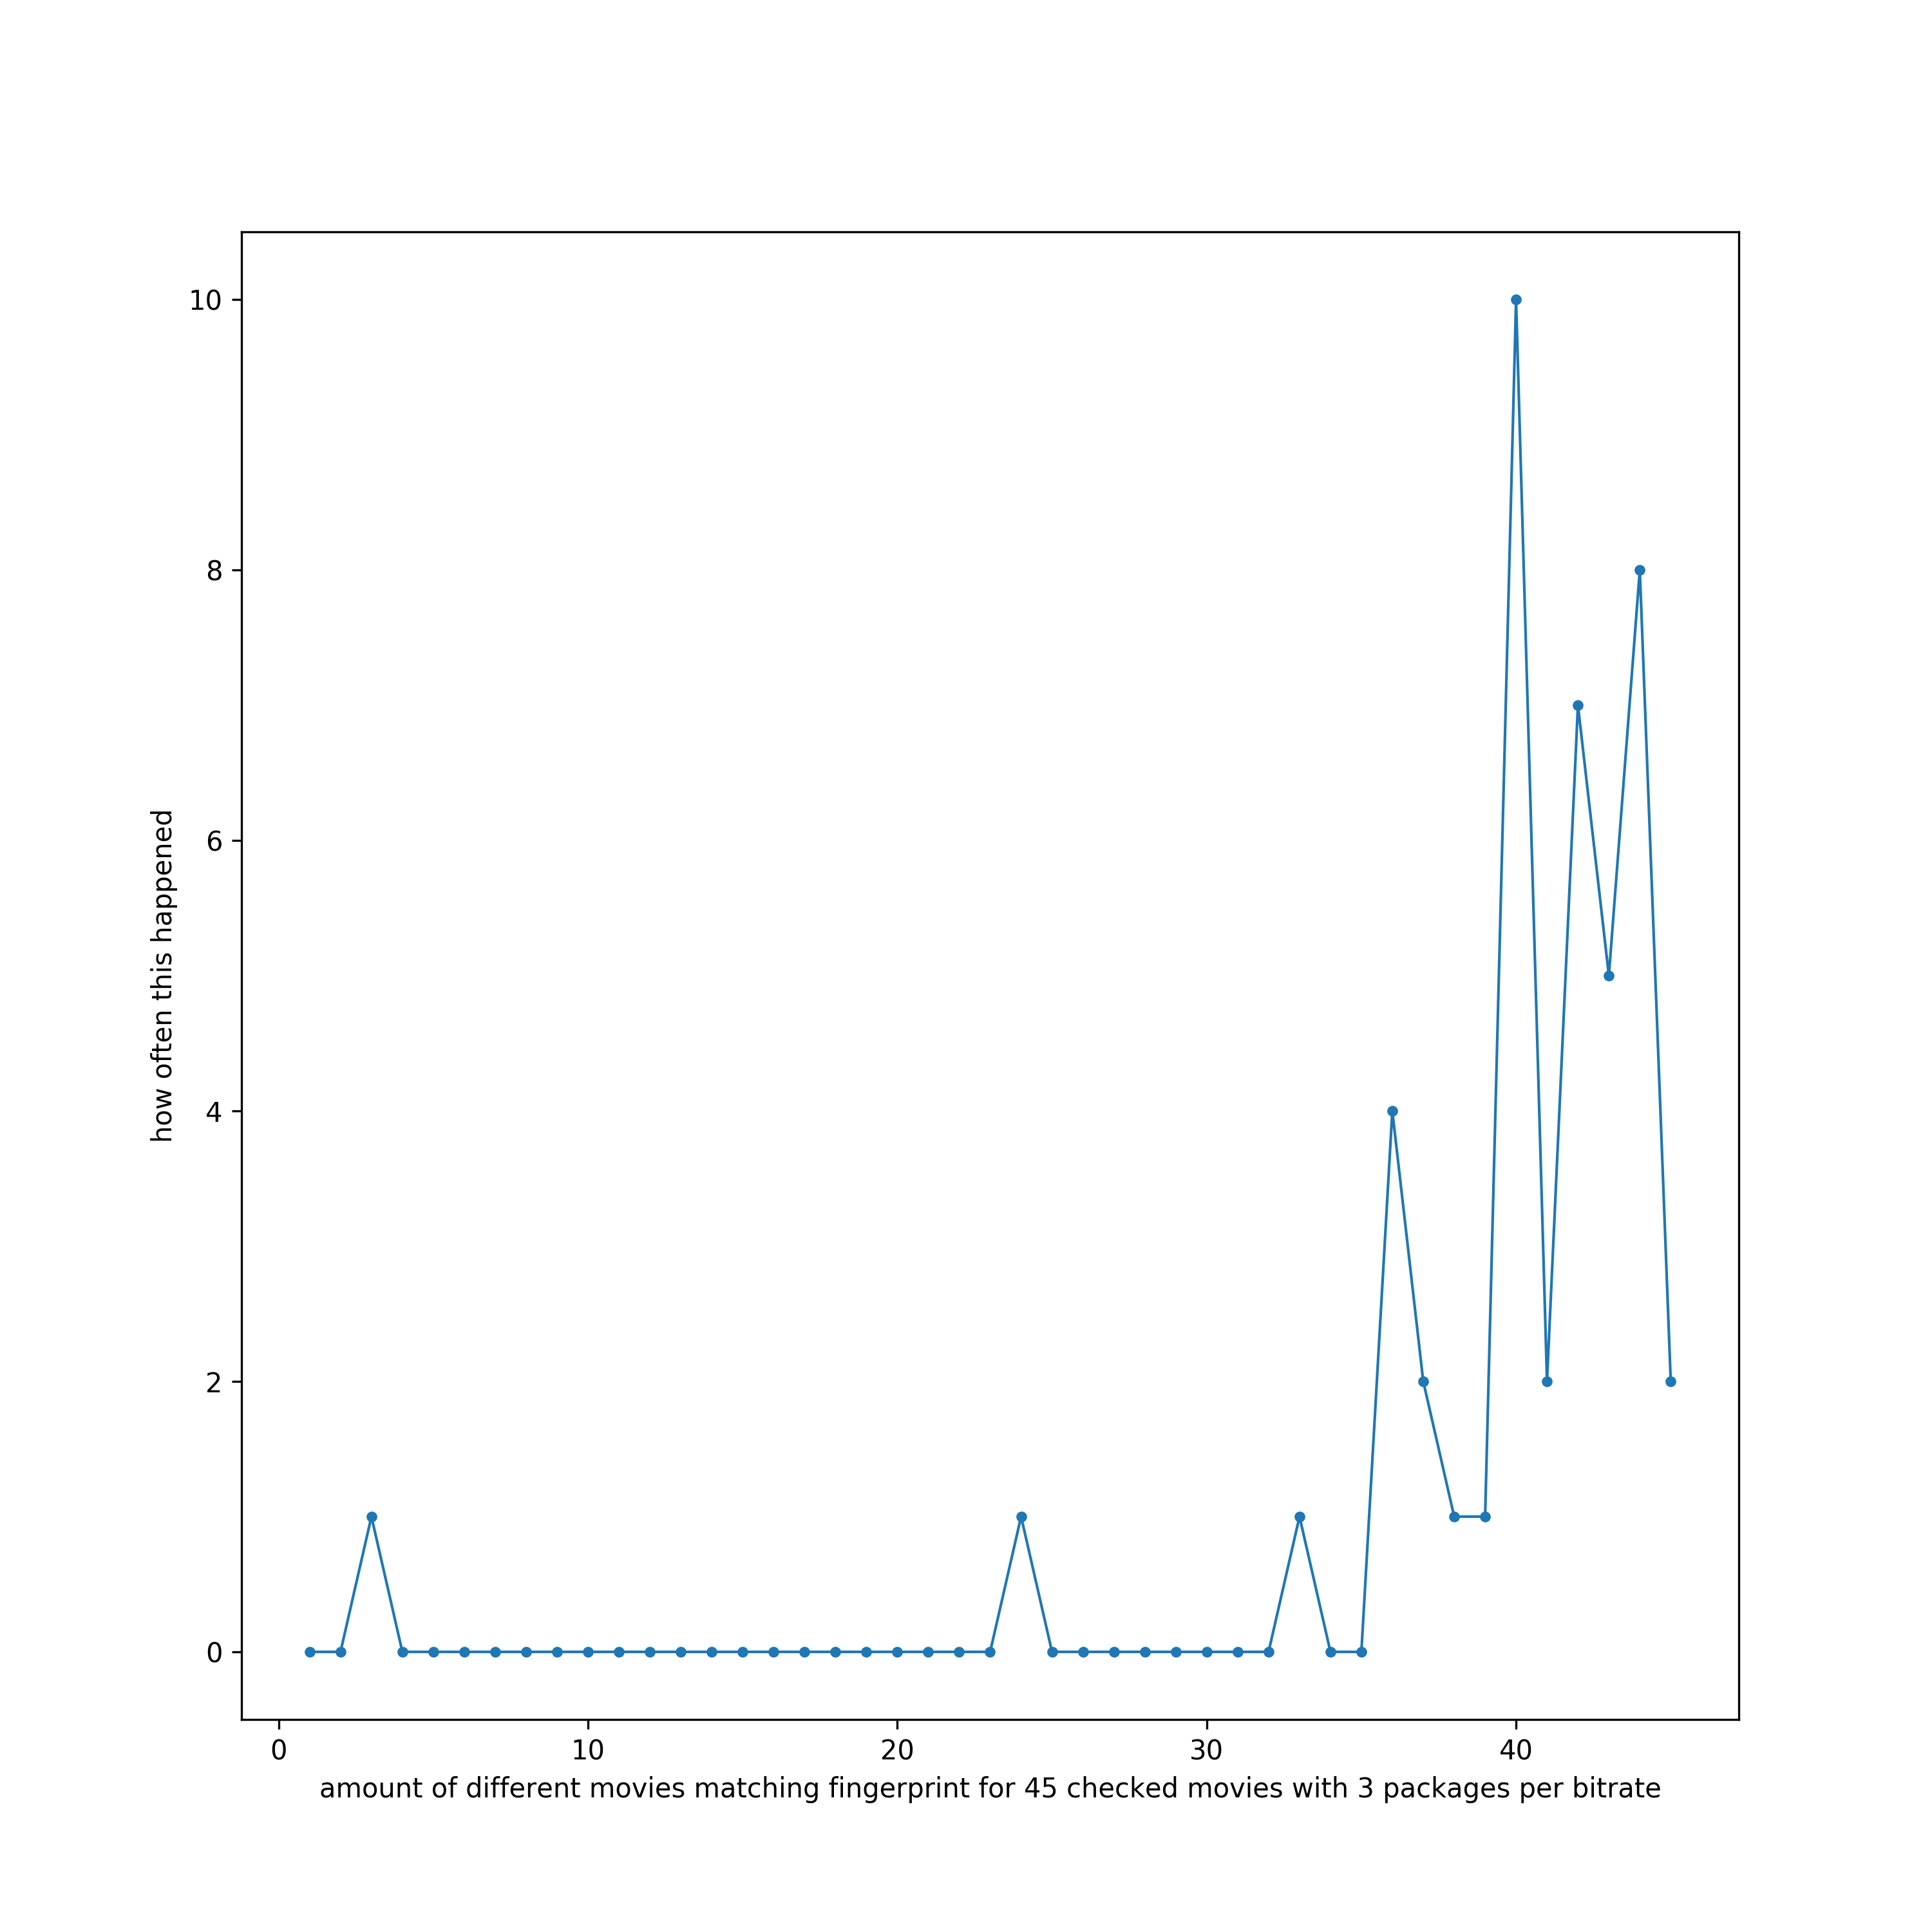 10
8
6
4
2
0
how often this happened
0 10 20 30 40
amount of different movies matching fingerprint for 45 checked movies with 3 packages per bitrate